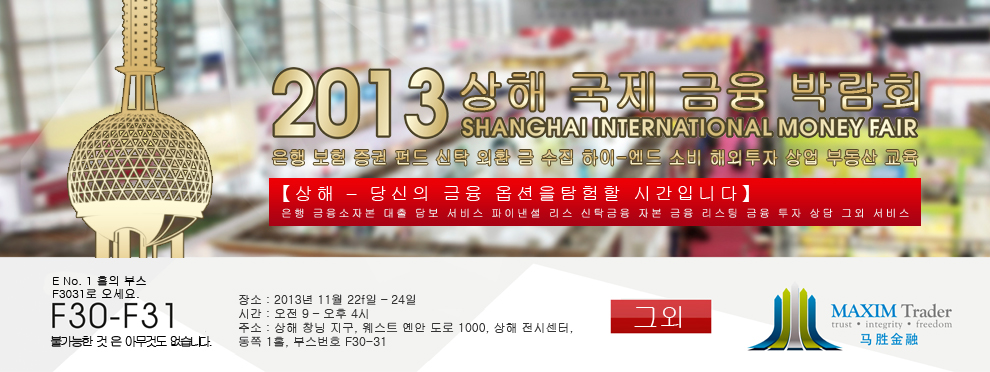 2013 상해 국제 금융 박람회
SHANGHAI INTERNATIONAL MONEY FAIR
은행 보험 증권 펀드 신탁 외환 금 수집 하이-엔드 소비 해외투자 상업 부동산 교육
【상해 - 당신의 금융 옵션을탐험할 시간입니다】
은행 금융소자본 대출 담보 서비스 파이낸셜 리스 신탁금융 자본 금융 리스팅 금융 투자 상담 그외 서비스
E No. 1 홀의 부스
F3031로 오세요.
F30-F31
불가능한 것 은 아무것도 없습니다.
장소 : 2013년 11월 22f일 - 24일
시간 : 오전 9 - 오후 4시
주소 : 상해 창닝 지구, 웨스트 옌안 도로 1000, 상해 전시센터,
동쪽 1홀, 부스번호 F30-31
그외
MAXIM Trader
trust • integrity • freedom
马胜金融